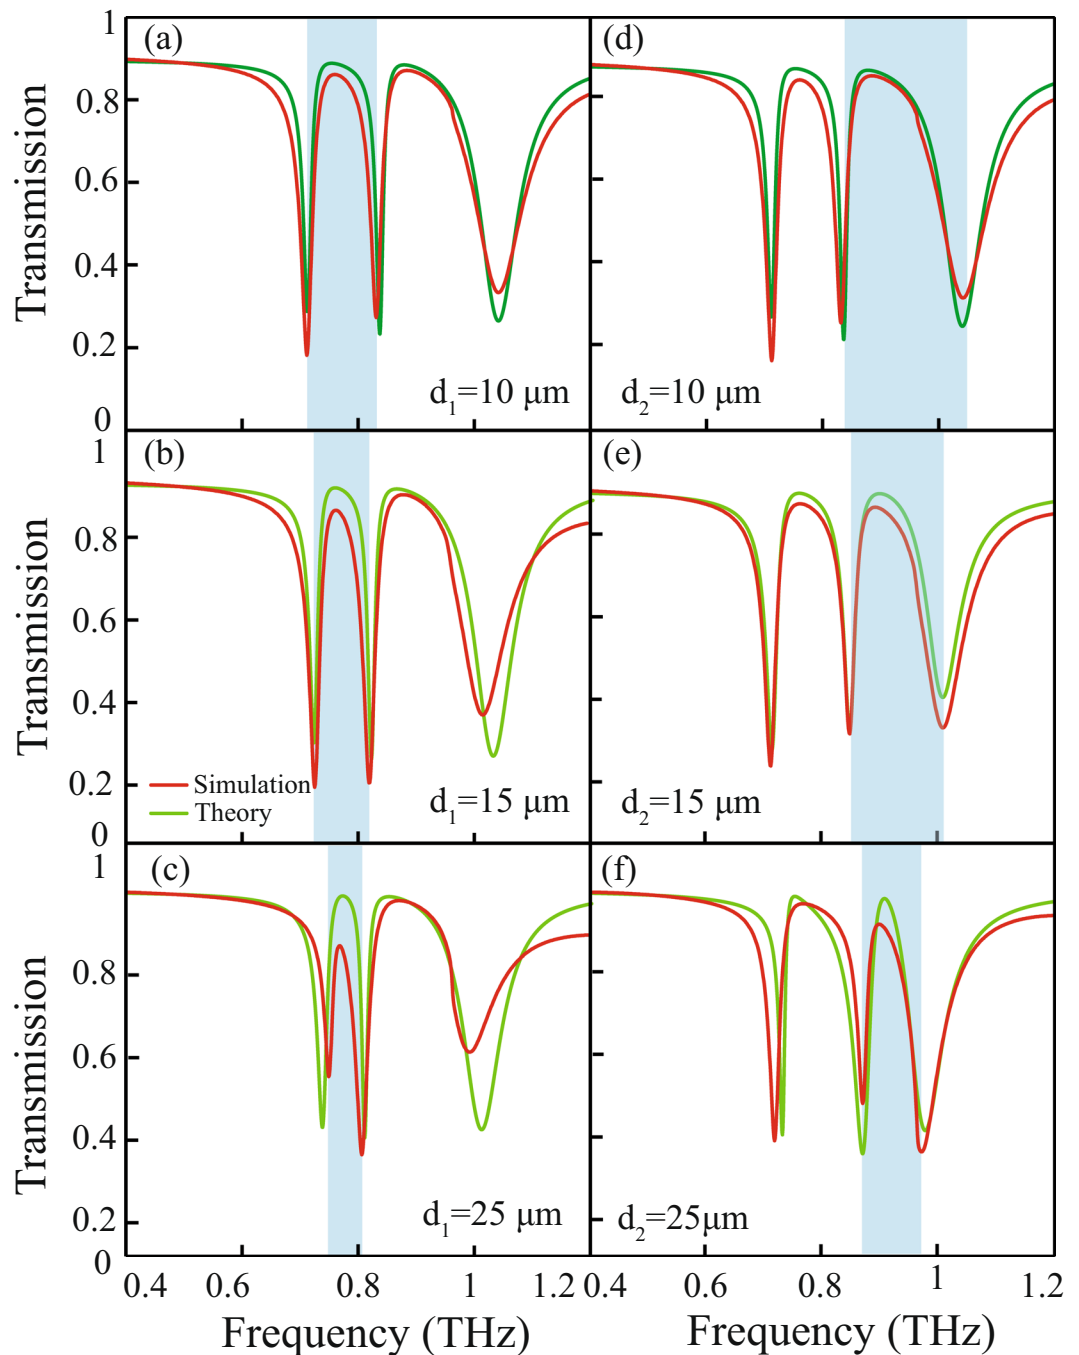 (a)
Transmission
1
0.8
0.6
0.4
0.2
0
d1=10 μm
(d)
d2=10 μm
(b)
Transmission
1
0.8
0.6
0.4
0.2
0
Simulation
Theory
d1=15 μm
(e)
d2=15 μm
(c)
Transmission
1
0.8
0.6
0.4
0.2
0
d1=25 μm
(f)
d2=25μm
0.4 0.8 1 1.2
0.4 0.6 0.8 1 1.2
Frequency (THz)
Frequency (THz)